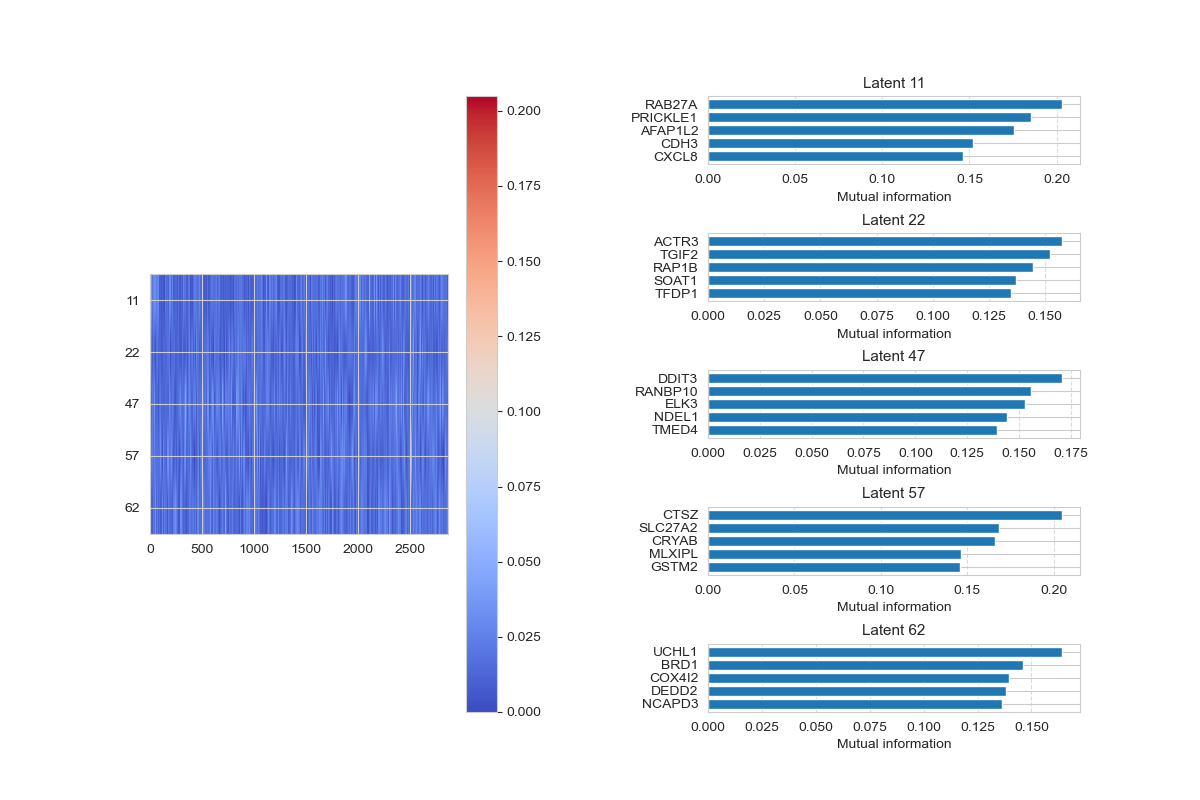 0.200
0.175
0.150
0.125
0.100
0.075
0.050
0.025
0.000
11
22
47
57
62
0 500 1000 1500 2000 2500
Latent 11
RAB27A
PRICKLE1
AFAP1L2
CDH3
CXCL8
0.00 0.05 0.10 0.15 0.20
Mutual information
Latent 22
ACTR3
TGIF2
RAP1B
SOAT1
TFDP1
0.000 0.025 0.050 0.075 0.100 0.125 0.150
Mutual information
Latent 47
DDIT3
RANBP10
ELK3
NDEL1
TMED4
0.000 0.025 0.050 0.075 0.100 0.125 0.150 0.175
Mutual information
Latent 57
CTSZ
SLC27A2
CRYAB
MLXIPL
GSTM2
0.00 0.05 0.10 0.15 0.20
Mutual information
Latent 62
UCHL1
BRD1
COX4I2
DEDD2
NCAPD3
0.000 0.025 0.050 0.075 0.100 0.125 0.150
Mutual information